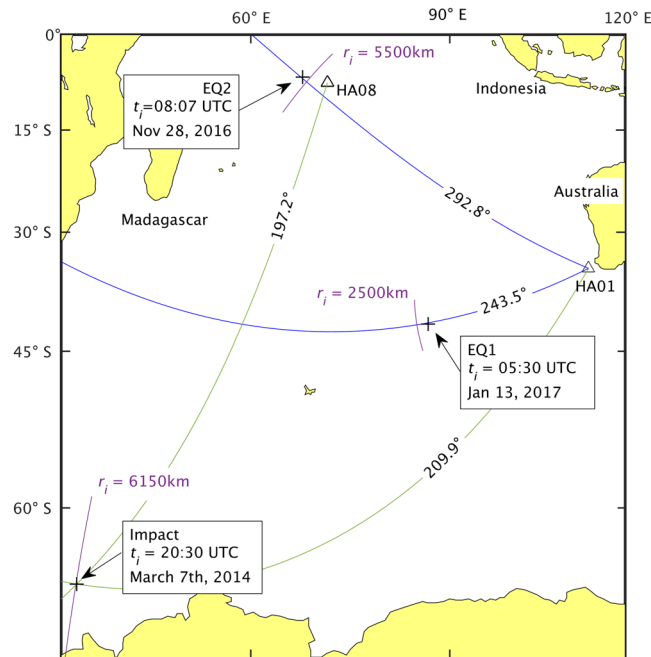 60° E
90° E
120° E
0°
r_i = 5500km
EQ2
t_i=08:07 UTC
Nov 28, 2016
HA08
Indonesia
15° S
292.8°
Australia
197.2°
Madagascar
30° S
HA01
r_i = 2500km
243.5°
45° S
EQ1
t_i = 05:30 UTC
Jan 13, 2017
209.9°
r_i = 6150km
60° S
Impact
t_i = 20:30 UTC
March 7th, 2014